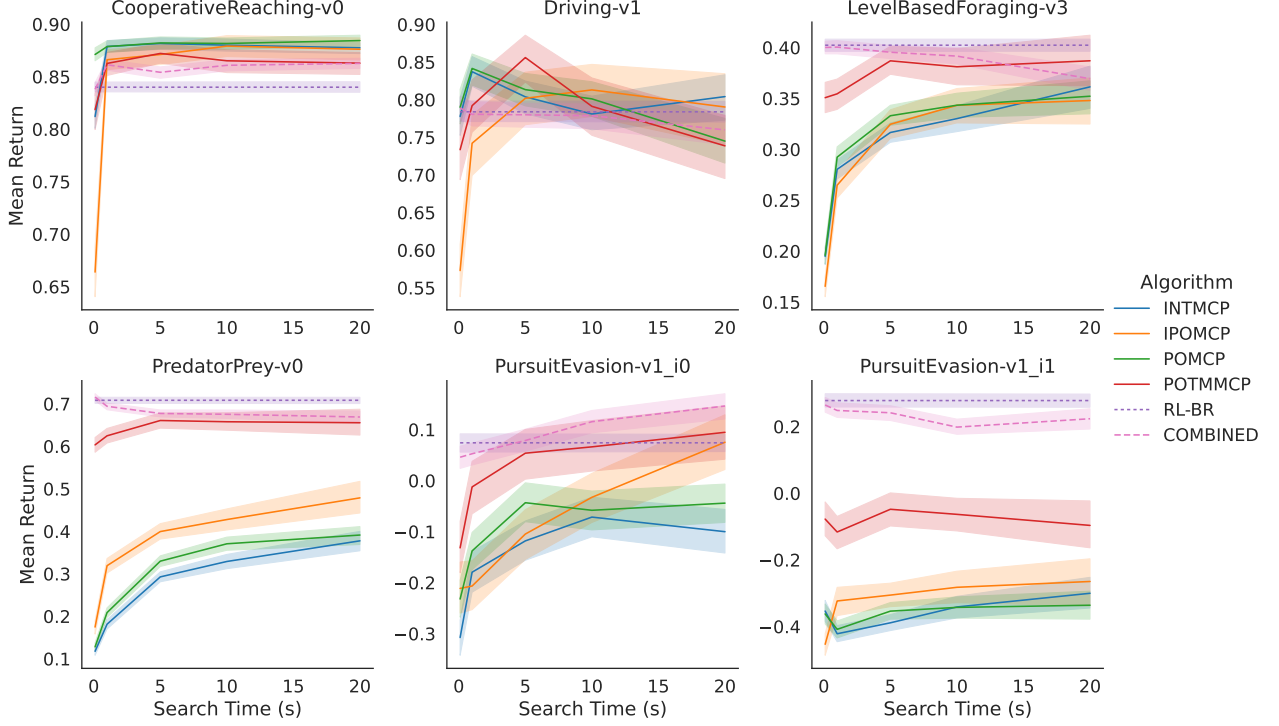 CooperativeReaching-v0
Driving-v1
LevelBasedForaging-v3
Mean Return
0.90
0.85
0.80
0.75
0.70
0.65
0 5 10 15 20
0.90
0.85
0.80
0.75
0.70
0.65
0.60
0.55
0 5 10 15 20
0.40
0.35
0.30
0.25
0.20
0.15
0 5 10 15 20
Algorithm
INTMCP
IPOMCP
POMCP
POTMMCP
RL-BR
COMBINED
PredatorPrey-v0
PursuitEvasion-v1_i0
PursuitEvasion-v1_i1
Mean Return
0.7
0.6
0.5
0.4
0.3
0.2
0.1
0 5 10 15 20
Search Time (s)
0.1
0.0
−0.1
−0.2
−0.3
0 5 10 15 20
Search Time (s)
0.2
0.0
−0.2
−0.4
0 5 10 15 20
Search Time (s)